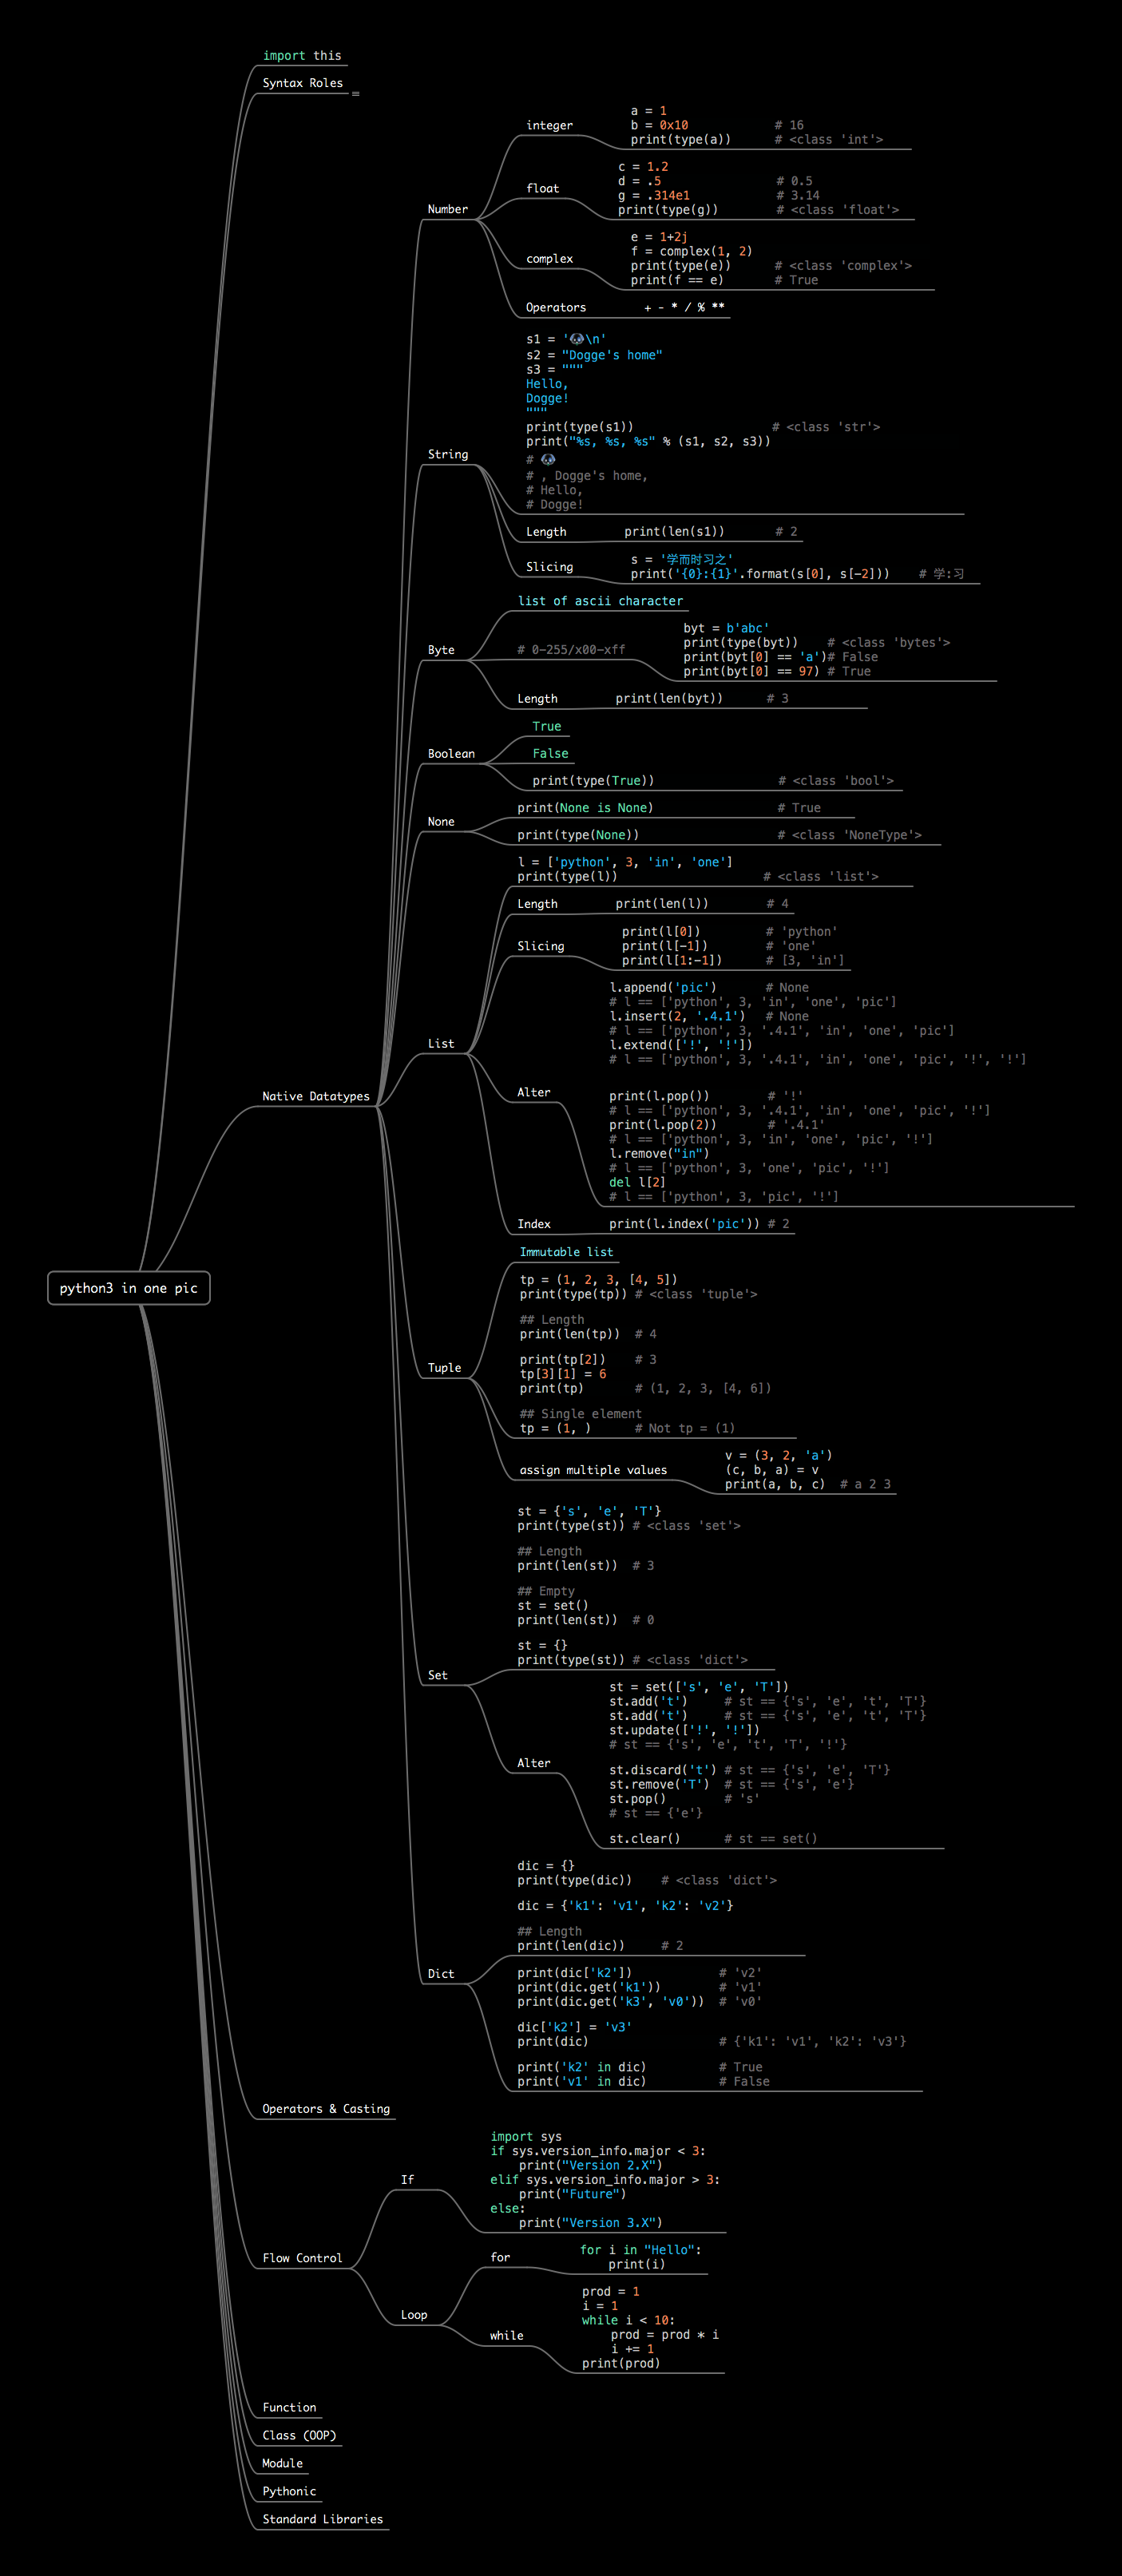 import this
Syntax Roles
=
Native Datatypes
Number
integer
a = 1
b = 0x10            # 16
print(type(a))      # <class 'int'>
float
c = 1.2
d = .5                # 0.5
g = .314e1            # 3.14
print(type(g))        # <class 'float'>
complex
e = 1+2j
f = complex(1, 2)
print(type(e))      # <class 'complex'>
print(f == e)       # True
Operators        + - * / % **
String
s1 = '🐶\n'
s2 = "Dogge's home"
s3 = """
Hello,
Dogge!
"""
print(type(s1))                   # <class 'str'>
print("%s, %s, %s" % (s1, s2, s3))
# 🐶
# , Dogge's home,
# Hello,
# Dogge!
Length        print(len(s1))       # 2
Slicing
s = '学而时习之'
print('{0}:{1}'.format(s[0], s[-2]))    # 学:习
Byte
list of ascii character
# 0-255/x00-xff
byt = b'abc'
print(type(byt))    # <class 'bytes'>
print(byt[0] == 'a')# False
print(byt[0] == 97) # True
Length        print(len(byt))      # 3
Boolean
True
False
print(type(True))                 # <class 'bool'>
None
print(None is None)                 # True
print(type(None))                   # <class 'NoneType'>
List
l = ['python', 3, 'in', 'one']
print(type(l))                    # <class 'list'>
Length        print(len(l))        # 4
Slicing
print(l[0])         # 'python'
print(l[-1])        # 'one'
print(l[1:-1])      # [3, 'in']
Alter
l.append('pic')       # None
# l == ['python', 3, 'in', 'one', 'pic']
l.insert(2, '.4.1')   # None
# l == ['python', 3, '.4.1', 'in', 'one', 'pic']
l.extend(['!', '!'])
# l == ['python', 3, '.4.1', 'in', 'one', 'pic', '!', '!']
print(l.pop())        # '!'
# l == ['python', 3, '.4.1', 'in', 'one', 'pic', '!']
print(l.pop(2))       # '.4.1'
# l == ['python', 3, 'in', 'one', 'pic', '!']
l.remove("in")
# l == ['python', 3, 'one', 'pic', '!']
del l[2]
# l == ['python', 3, 'pic', '!']
Index        print(l.index('pic')) # 2
python3 in one pic
Tuple
Immutable list
tp = (1, 2, 3, [4, 5])
print(type(tp)) # <class 'tuple'>
## Length
print(len(tp))  # 4
print(tp[2])    # 3
tp[3][1] = 6
print(tp)       # (1, 2, 3, [4, 6])
## Single element
tp = (1, )      # Not tp = (1)
assign multiple values
v = (3, 2, 'a')
(c, b, a) = v
print(a, b, c)  # a 2 3
Set
st = {'s', 'e', 'T'}
print(type(st)) # <class 'set'>
## Length
print(len(st))  # 3
## Empty
st = set()
print(len(st))  # 0
st = {}
print(type(st)) # <class 'dict'>
Alter
st = set(['s', 'e', 'T'])
st.add('t')     # st == {'s', 'e', 't', 'T'}
st.add('t')     # st == {'s', 'e', 't', 'T'}
st.update(['!', '!'])
# st == {'s', 'e', 't', 'T', '!'}
st.discard('t') # st == {'s', 'e', 'T'}
st.remove('T')  # st == {'s', 'e'}
st.pop()        # 's'
# st == {'e'}
st.clear()      # st == set()
Dict
dic = {}
print(type(dic))    # <class 'dict'>
dic = {'k1': 'v1', 'k2': 'v2'}
## Length
print(len(dic))     # 2
print(dic['k2'])            # 'v2'
print(dic.get('k1'))        # 'v1'
print(dic.get('k3', 'v0'))  # 'v0'
dic['k2'] = 'v3'
print(dic)                  # {'k1': 'v1', 'k2': 'v3'}
print('k2' in dic)          # True
print('v1' in dic)          # False
Operators & Casting
Flow Control
If
import sys
if sys.version_info.major < 3:
    print("Version 2.X")
elif sys.version_info.major > 3:
    print("Future")
else:
    print("Version 3.X")
Loop
for
for i in "Hello":
    print(i)
while
prod = 1
i = 1
while i < 10:
    prod = prod * i
    i += 1
print(prod)
Function
Class (OOP)
Module
Pythonic
Standard Libraries